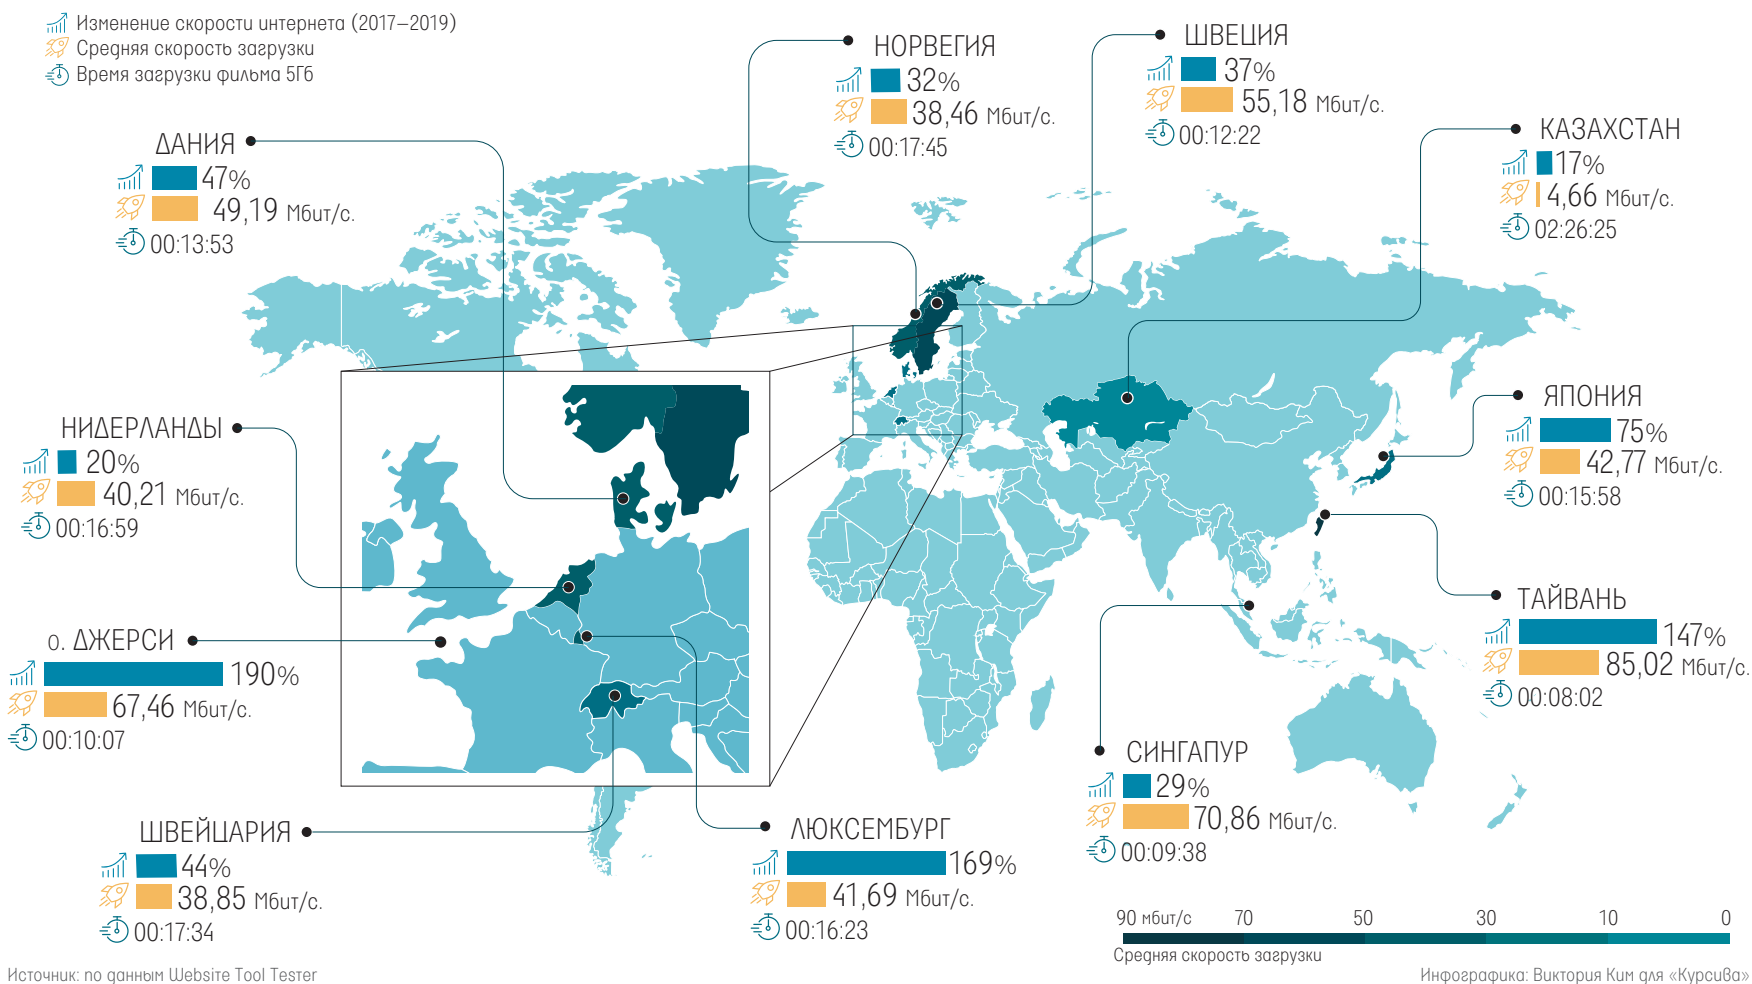 Изменение скорости интернета (2017–2019)
Средняя скорость загрузки
Время загрузки фильма 5Гб
НОРВЕГИЯ
32%
38,46 Мбит/с.
00:17:45
ШВЕЦИЯ
37%
55,18 Мбит/с.
00:12:22
КАЗАХСТАН
17%
4,66 Мбит/с.
02:26:25
ДАНИЯ
47%
49,19 Мбит/с.
00:13:53
НИДЕРЛАНДЫ
20%
40,21 Мбит/с.
00:16:59
ЯПОНИЯ
75%
42,77 Мбит/с.
00:15:58
О. ДЖЕРСИ
190%
67,46 Мбит/с.
00:10:07
ТАЙВАНЬ
147%
85,02 Мбит/с.
00:08:02
СИНГАПУР
29%
70,86 Мбит/с.
00:09:38
ШВЕЙЦАРИЯ
44%
38,85 Мбит/с.
00:17:34
ЛЮКСЕМБУРГ
169%
41,69 Мбит/с.
00:16:23
90 мбит/с 70 50 30 10 0
Средняя скорость загрузки
Источник: по данным Website Tool Tester
Инфографика: Виктория Ким для «Курсива»